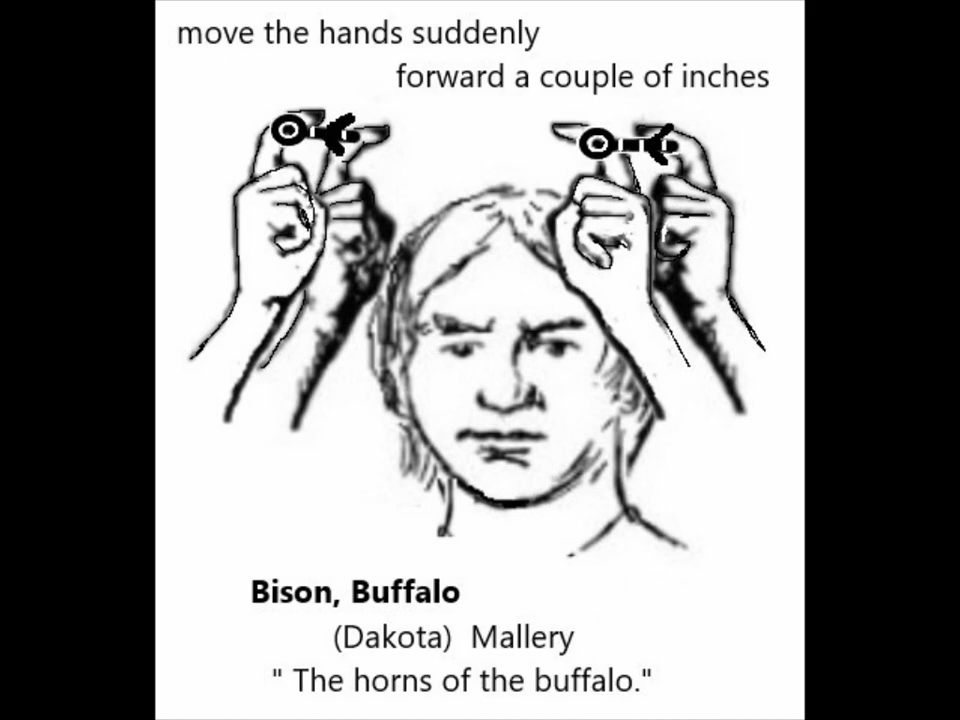 move the hands suddenly
forward a couple of inches
Bison, Buffalo
(Dakota) Mallery
" The horns of the buffalo."